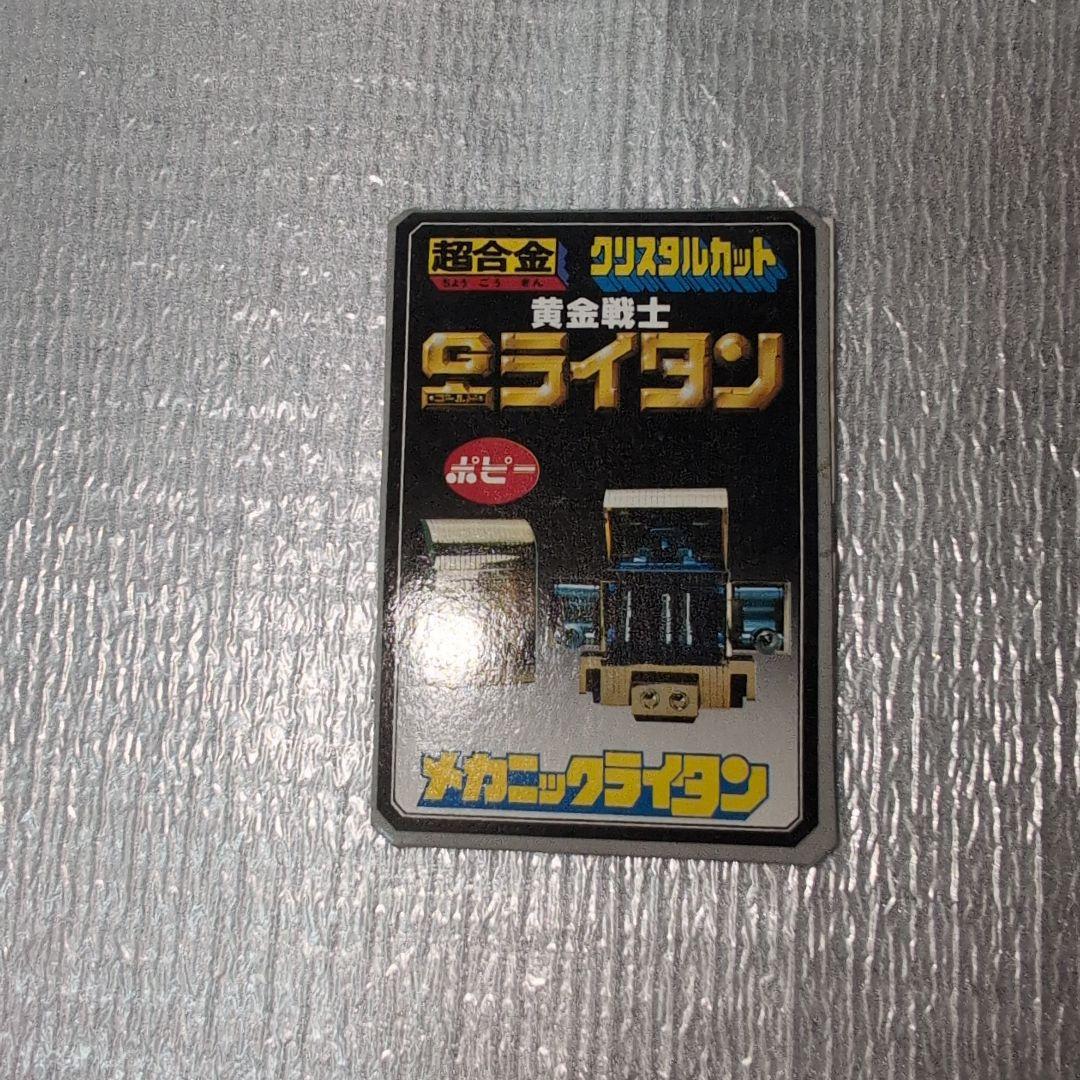 超合金
ちょう ごう きん
クリスタルカット
黄金戦士
Gライタン
・ゴールド・
ポピー
メカニックライタン